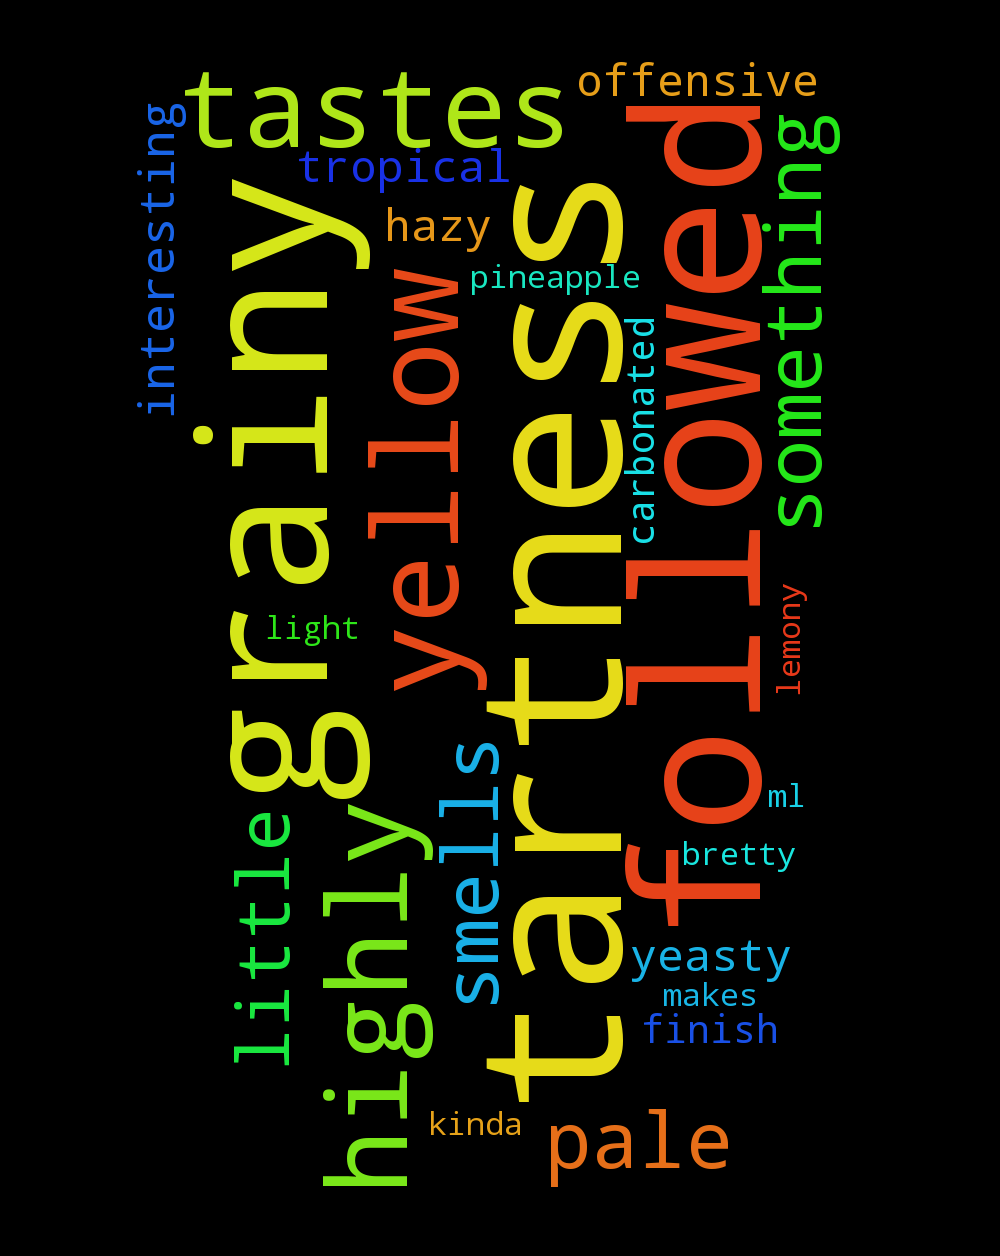 tastes
offensive
interesting
tropical
something
grainy
hazy
pineapple
yellow
tartness
carbonated
followed
light
lemony
smells
ml
little
highly
bretty
yeasty
makes
finish
kinda
pale